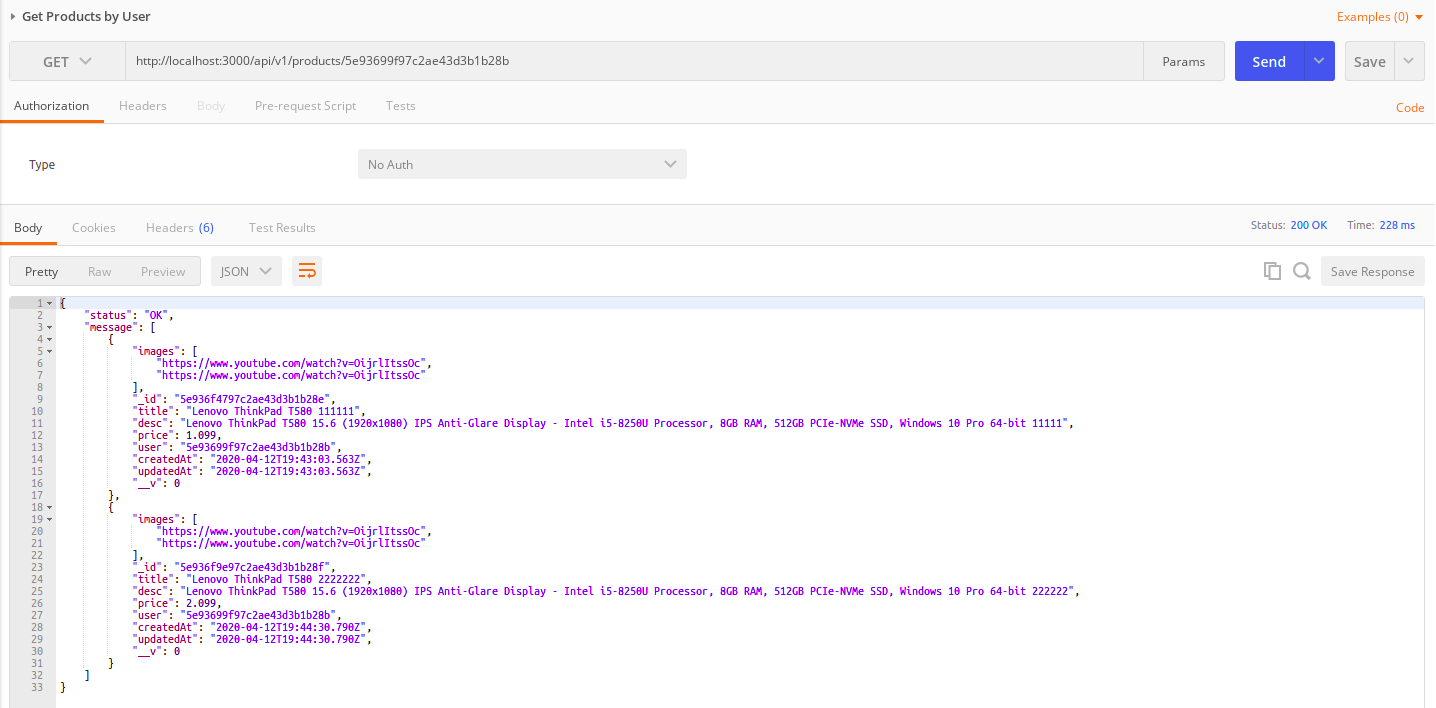 Get Products by User
Examples (0)
GET http://localhost:3000/api/v1/products/5e93699f97c2ae43d3b1b28b Params Send Save
Authorization Headers Body Pre-request Script Tests Code
Type No Auth
Body Cookies Headers (6) Test Results Status: 200 OK Time: 228 ms
Pretty Raw Preview JSON Save Response
1 {
2 "status": "OK",
3 "message": [
4 {
5 "images": [
6 "https://www.youtube.com/watch?v=OijrlItssOc",
7 "https://www.youtube.com/watch?v=OijrlItssOc"
8 ],
9 "_id": "5e936f4797c2ae43d3b1b28e",
10 "title": "Lenovo ThinkPad T580 111111",
11 "desc": "Lenovo ThinkPad T580 15.6 (1920x1080) IPS Anti-Glare Display - Intel i5-8250U Processor, 8GB RAM, 512GB PCIe-NVMe SSD, Windows 10 Pro 64-bit 11111",
12 "price": 1.099,
13 "user": "5e93699f97c2ae43d3b1b28b",
14 "createdAt": "2020-04-12T19:43:03.563Z",
15 "updatedAt": "2020-04-12T19:43:03.563Z",
16 "__v": 0
17 },
18 {
19 "images": [
20 "https://www.youtube.com/watch?v=OijrlItssOc",
21 "https://www.youtube.com/watch?v=OijrlItssOc"
22 ],
23 "_id": "5e936f9e97c2ae43d3b1b28f",
24 "title": "Lenovo ThinkPad T580 2222222",
25 "desc": "Lenovo ThinkPad T580 15.6 (1920x1080) IPS Anti-Glare Display - Intel i5-8250U Processor, 8GB RAM, 512GB PCIe-NVMe SSD, Windows 10 Pro 64-bit 222222",
26 "price": 2.099,
27 "user": "5e93699f97c2ae43d3b1b28b",
28 "createdAt": "2020-04-12T19:44:30.790Z",
29 "updatedAt": "2020-04-12T19:44:30.790Z",
30 "__v": 0
31 }
32 ]
33 }